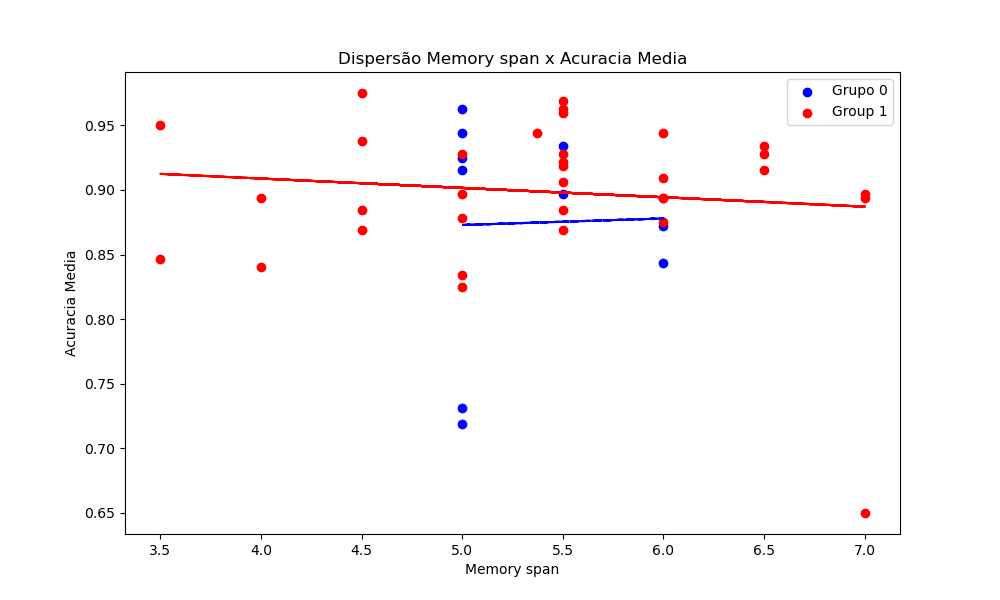 Dispersão Memory span x Acuracia Media
Grupo 0
Group 1
Acuracia Media
0.95
0.90
0.85
0.80
0.75
0.70
0.65
3.5 4.0 4.5 5.0 5.5 6.0 6.5 7.0
Memory span